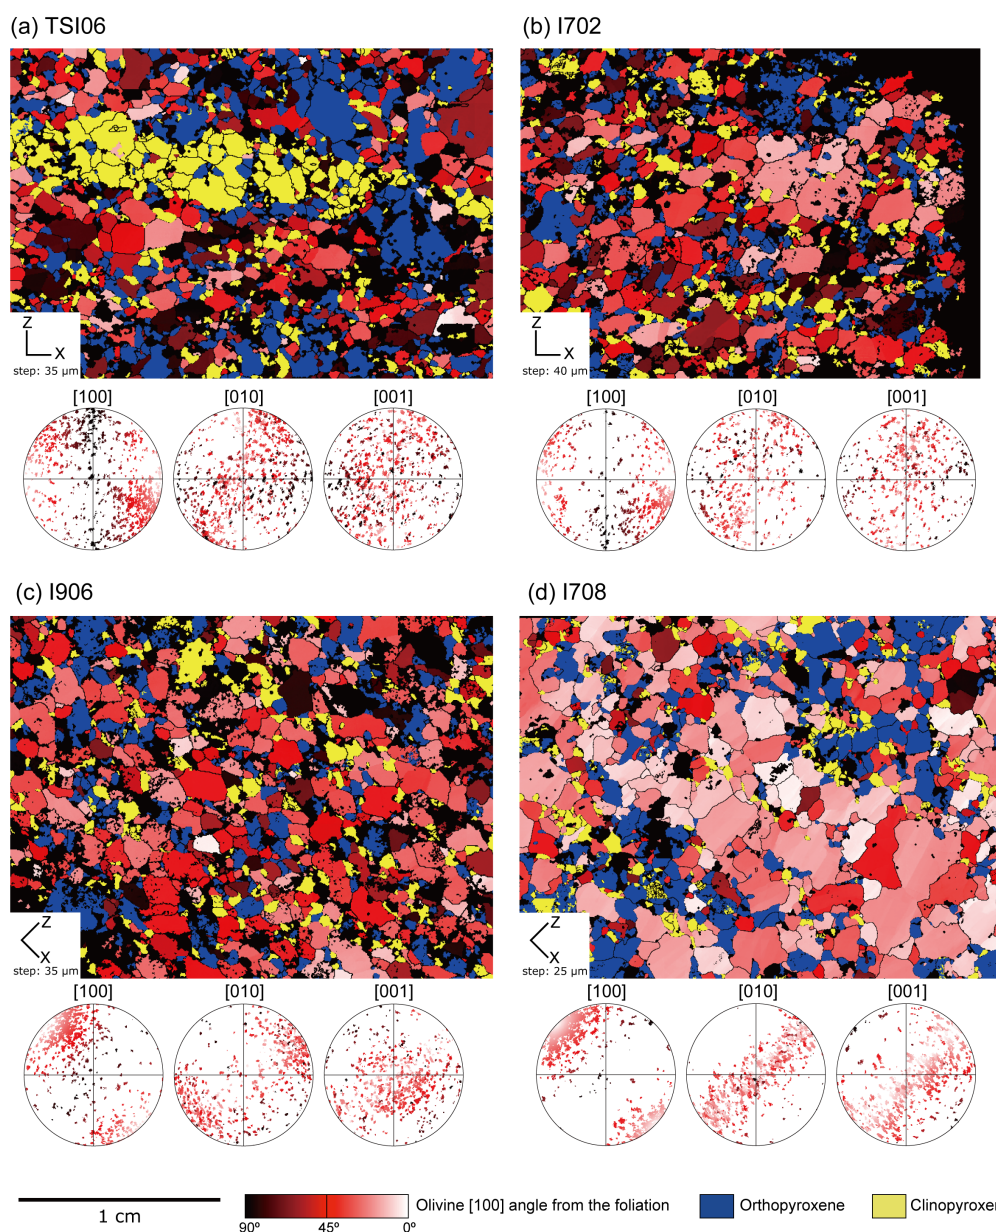 (a) TSI06
(b) I702
Z
X
step: 35 µm
Z
X
step: 40 µm
[100] [010] [001]
[100] [010] [001]
(c) I906
(d) I708
Z
X
step: 35 µm
Z
X
step: 25 µm
[100] [010] [001]
[100] [010] [001]
1 cm
90º 45º 0º
Olivine [100] angle from the foliation
Orthopyroxene
Clinopyroxen